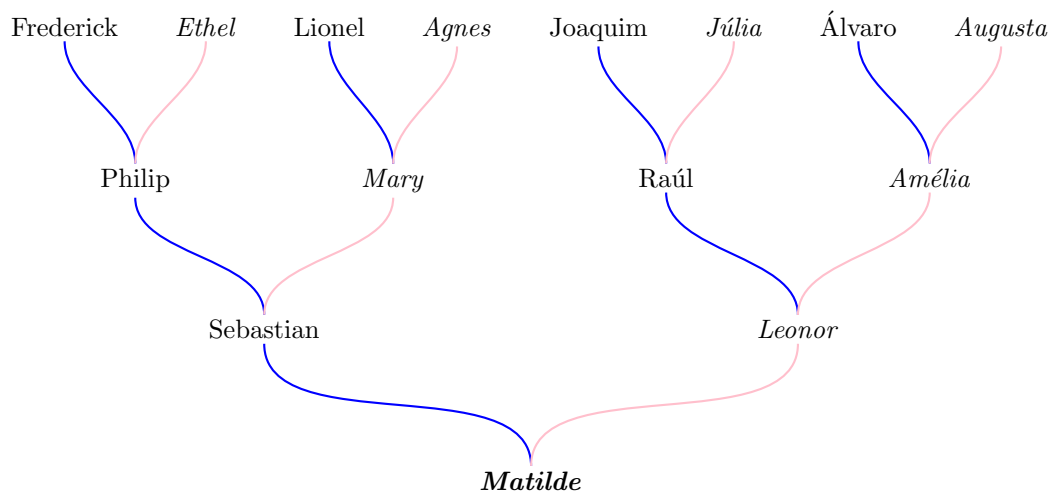 Frederick Ethel Lionel Agnes Joaquim Júlia Álvaro Augusta
Philip Mary Raúl Amélia
Sebastian Leonor
Matilde